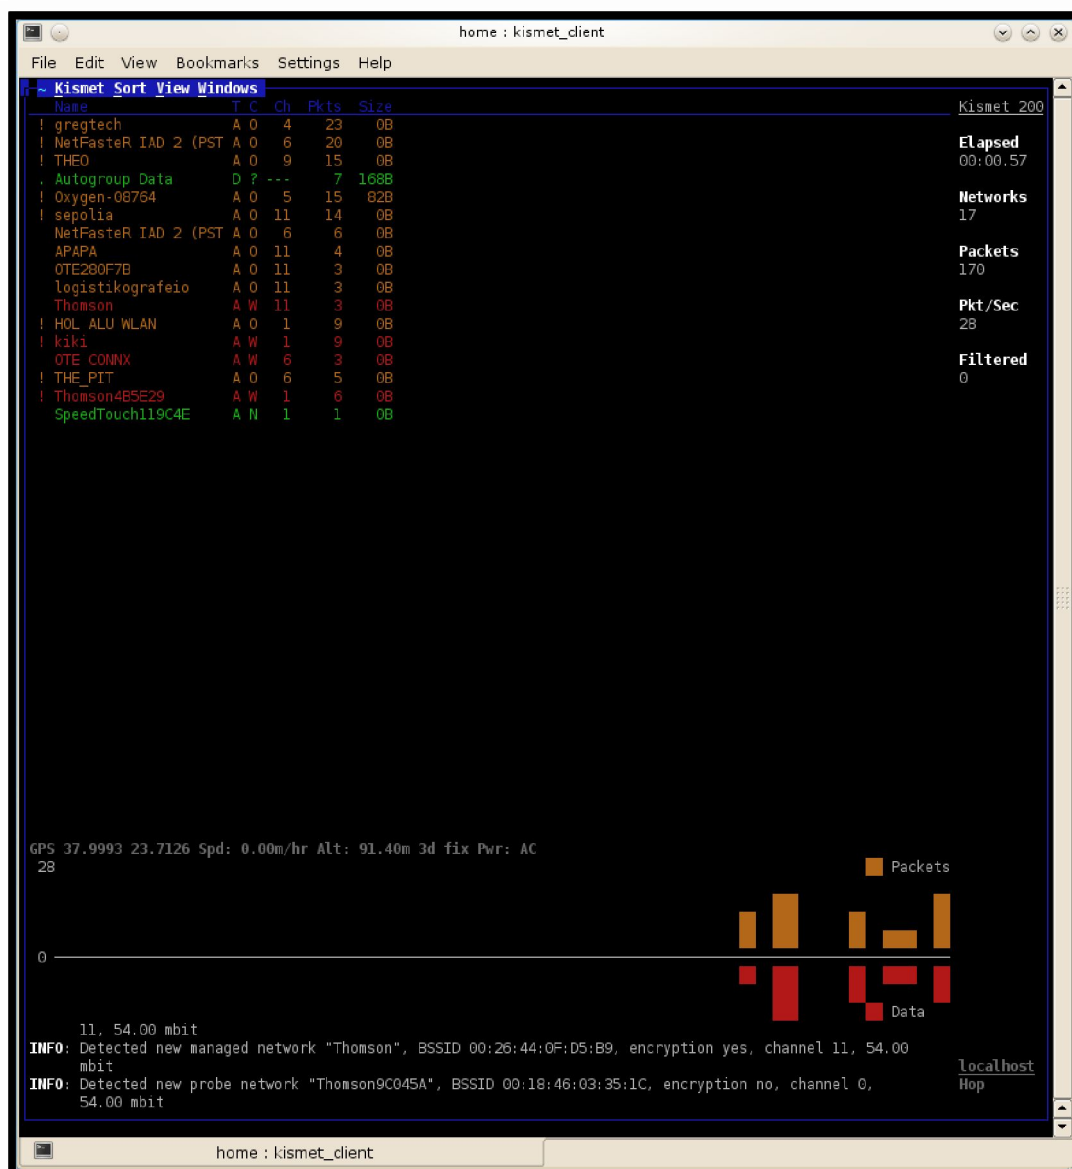 home : kismet_client
File Edit View Bookmarks Settings Help
~ Kismet Sort View Windows
Name T C Ch Pkts Size
Kismet 200
! gregtech A O 4 23 0B
! NetFasteR IAD 2 (PST A O 6 20 0B
Elapsed
! THEO A O 9 15 0B
00:00.57
. Autogroup Data D ? --- 7 168B
! Oxygen-08764 A O 5 15 82B
Networks
! sepolia A O 11 14 0B
17
NetFasteR IAD 2 (PST A O 6 6 0B
APAPA A O 11 4 0B
Packets
OTE280F7B A O 11 3 0B
170
logistikografeio A O 11 3 0B
Thomson A W 11 3 0B
Pkt/Sec
! HOL ALU WLAN A O 1 9 0B
28
! kiki A W 1 9 0B
OTE CONNX A W 6 3 0B
Filtered
! THE_PIT A O 6 5 0B
0
! Thomson4B5E29 A W 1 6 0B
SpeedTouch119C4E A N 1 1 0B
GPS 37.9993 23.7126 Spd: 0.00m/hr Alt: 91.40m 3d fix Pwr: AC
28
Packets
0
Data
11, 54.00 mbit
INFO: Detected new managed network "Thomson", BSSID 00:26:44:0F:D5:B9, encryption yes, channel 11, 54.00
mbit
localhost
INFO: Detected new probe network "Thomson9C045A", BSSID 00:18:46:03:35:1C, encryption no, channel 0,
Hop
54.00 mbit
home : kismet_client